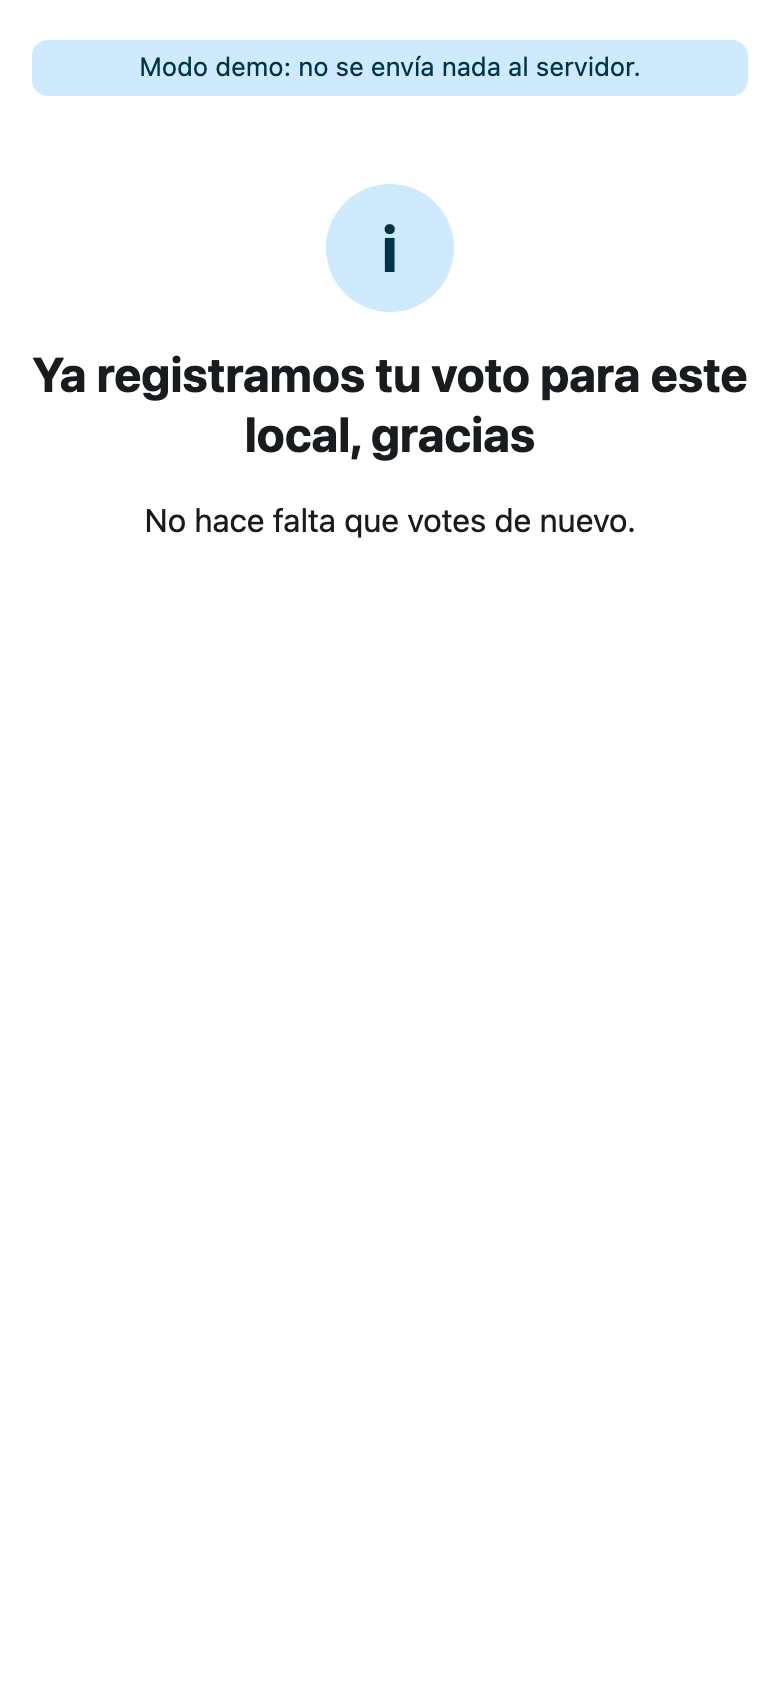 Modo demo: no se envía nada al servidor.
i
Ya registramos tu voto para este
local, gracias
No hace falta que votes de nuevo.